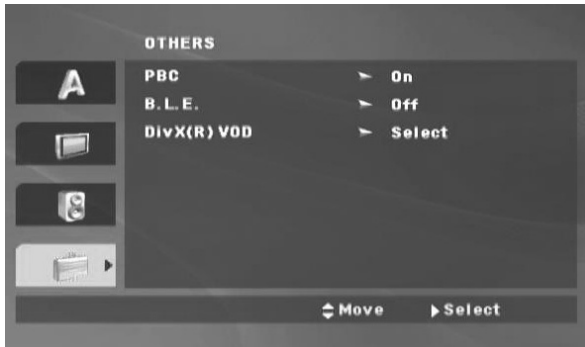 OTHERS
A
PBC ► On
B.L.E. ► Off
DivX(R) VOD ► Select
Move ►Select